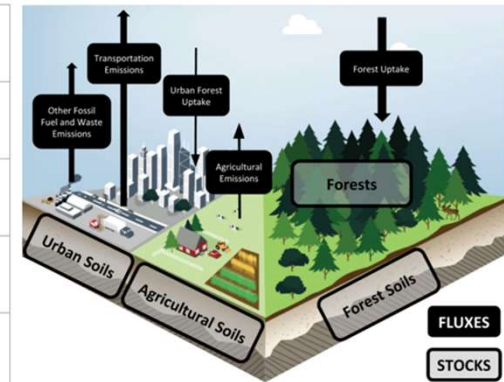 Transportation
Emissions
Forest Uptake
Urban Forest
Uptake
Other Fossil
Fuel and Waste
Emissions
Agricultural
Emissions
Forests
Urban Soils
Agricultural Soils
Forest Soils
FLUXES
STOCKS